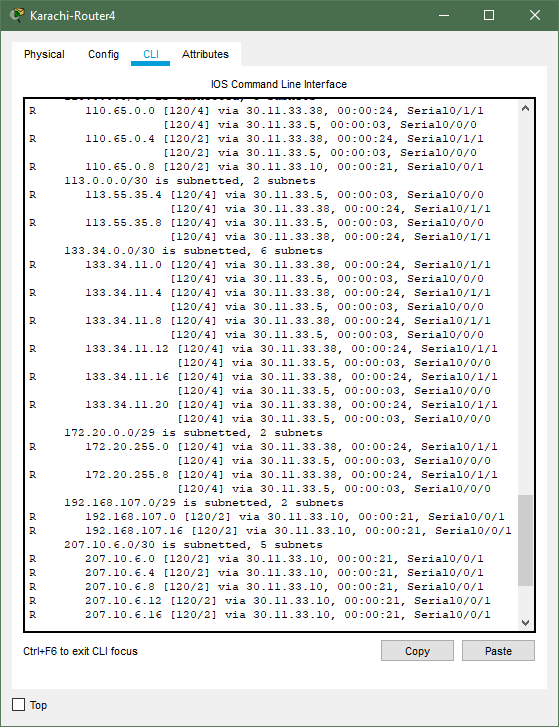 Karachi-Router4
Physical Config CLI Attributes
IOS Command Line Interface
R 110.65.0.0 [120/4] via 30.11.33.38, 00:00:24, Serial0/1/1
[120/4] via 30.11.33.5, 00:00:03, Serial0/0/0
R 110.65.0.4 [120/2] via 30.11.33.38, 00:00:24, Serial0/1/1
[120/2] via 30.11.33.5, 00:00:03, Serial0/0/0
R 110.65.0.8 [120/2] via 30.11.33.10, 00:00:21, Serial0/0/1
113.0.0.0/30 is subnetted, 2 subnets
R 113.55.35.4 [120/4] via 30.11.33.5, 00:00:03, Serial0/0/0
[120/4] via 30.11.33.38, 00:00:24, Serial0/1/1
R 113.55.35.8 [120/4] via 30.11.33.5, 00:00:03, Serial0/0/0
[120/4] via 30.11.33.38, 00:00:24, Serial0/1/1
133.34.0.0/30 is subnetted, 6 subnets
R 133.34.11.0 [120/4] via 30.11.33.38, 00:00:24, Serial0/1/1
[120/4] via 30.11.33.5, 00:00:03, Serial0/0/0
R 133.34.11.4 [120/4] via 30.11.33.38, 00:00:24, Serial0/1/1
[120/4] via 30.11.33.5, 00:00:03, Serial0/0/0
R 133.34.11.8 [120/4] via 30.11.33.38, 00:00:24, Serial0/1/1
[120/4] via 30.11.33.5, 00:00:03, Serial0/0/0
R 133.34.11.12 [120/4] via 30.11.33.38, 00:00:24, Serial0/1/1
[120/4] via 30.11.33.5, 00:00:03, Serial0/0/0
R 133.34.11.16 [120/4] via 30.11.33.38, 00:00:24, Serial0/1/1
[120/4] via 30.11.33.5, 00:00:03, Serial0/0/0
R 133.34.11.20 [120/4] via 30.11.33.38, 00:00:24, Serial0/1/1
[120/4] via 30.11.33.5, 00:00:03, Serial0/0/0
172.20.0.0/29 is subnetted, 2 subnets
R 172.20.255.0 [120/4] via 30.11.33.38, 00:00:24, Serial0/1/1
[120/4] via 30.11.33.5, 00:00:03, Serial0/0/0
R 172.20.255.8 [120/4] via 30.11.33.38, 00:00:24, Serial0/1/1
[120/4] via 30.11.33.5, 00:00:03, Serial0/0/0
192.168.107.0/29 is subnetted, 2 subnets
R 192.168.107.0 [120/2] via 30.11.33.10, 00:00:21, Serial0/0/1
R 192.168.107.16 [120/2] via 30.11.33.10, 00:00:21, Serial0/0/1
207.10.6.0/30 is subnetted, 5 subnets
R 207.10.6.0 [120/2] via 30.11.33.10, 00:00:21, Serial0/0/1
R 207.10.6.4 [120/2] via 30.11.33.10, 00:00:21, Serial0/0/1
R 207.10.6.8 [120/2] via 30.11.33.10, 00:00:21, Serial0/0/1
R 207.10.6.12 [120/2] via 30.11.33.10, 00:00:21, Serial0/0/1
R 207.10.6.16 [120/2] via 30.11.33.10, 00:00:21, Serial0/0/1
Ctrl+F6 to exit CLI focus
Copy Paste
Top